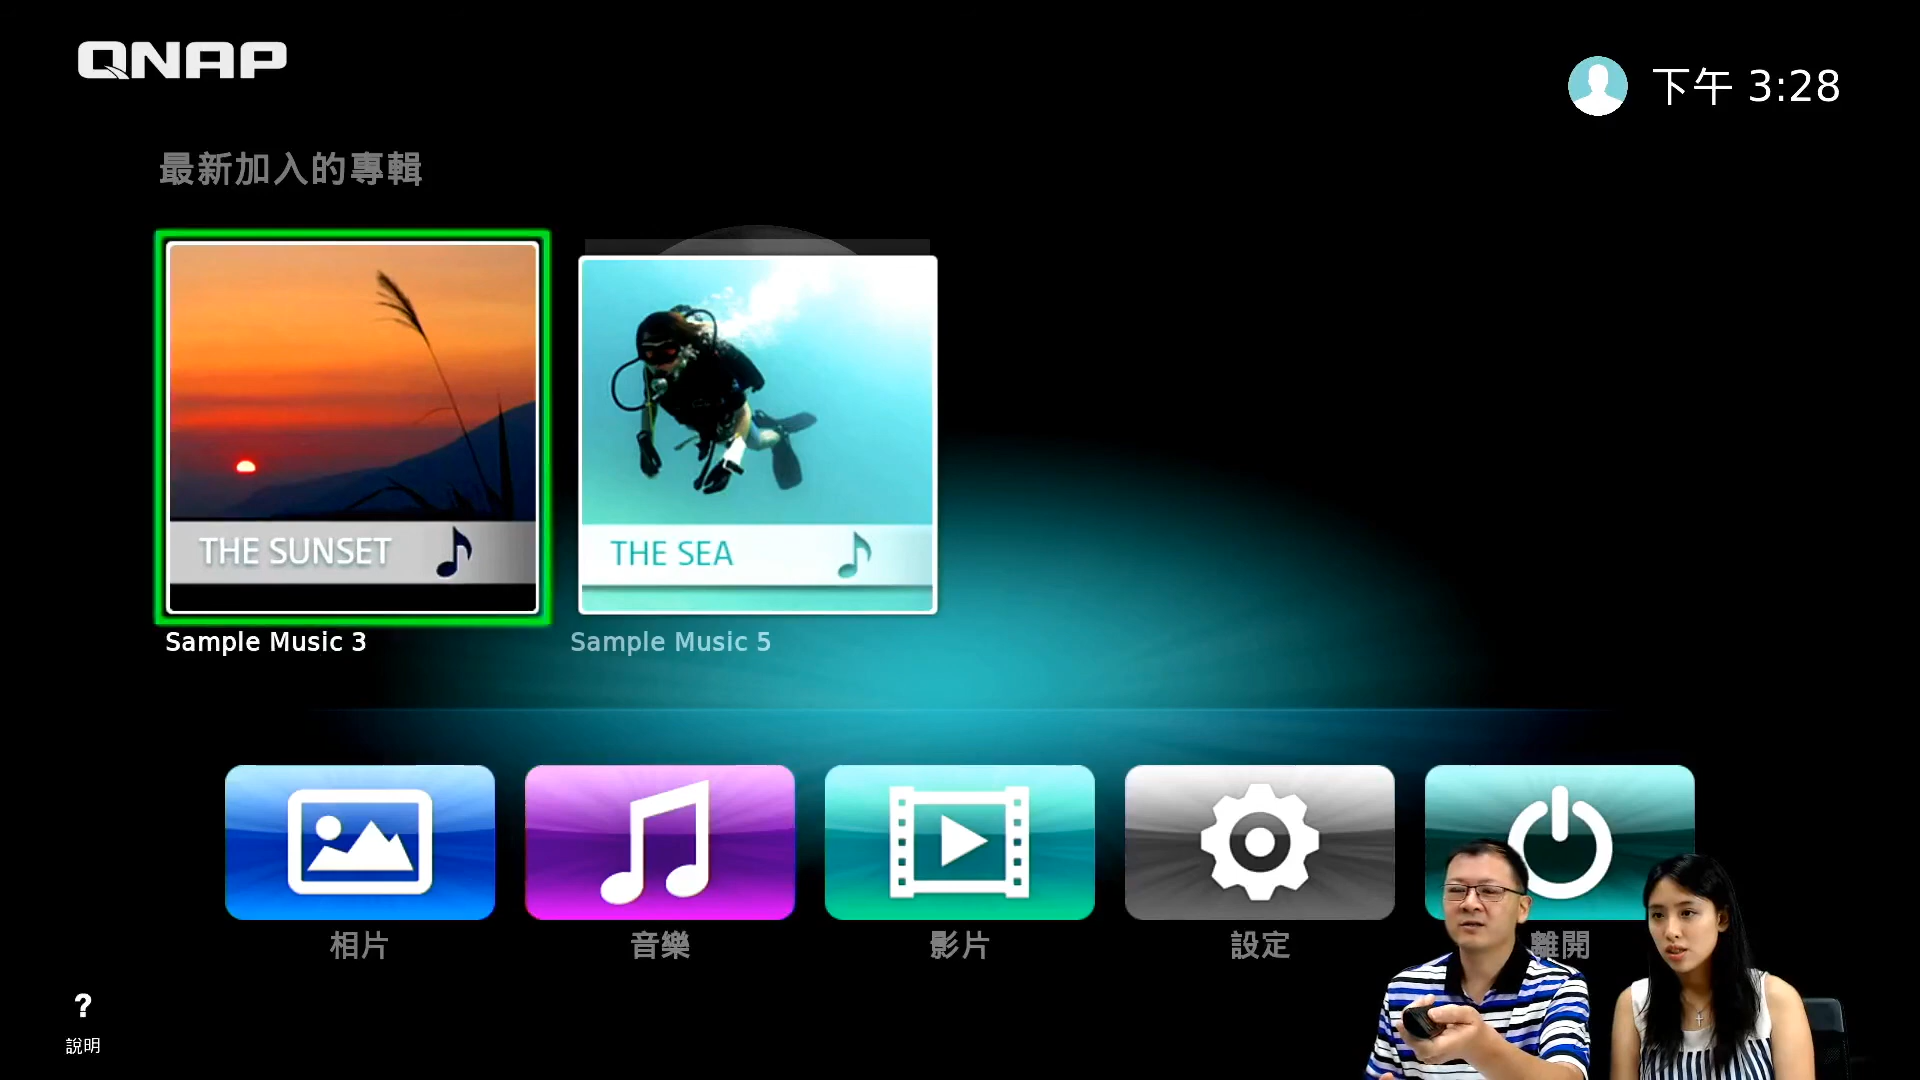 QNAP
下午 3:28
最新加入的專輯
THE SUNSET
THE SEA
Sample Music 3
Sample Music 5
相片
音樂
影片
設定
離開
?
說明